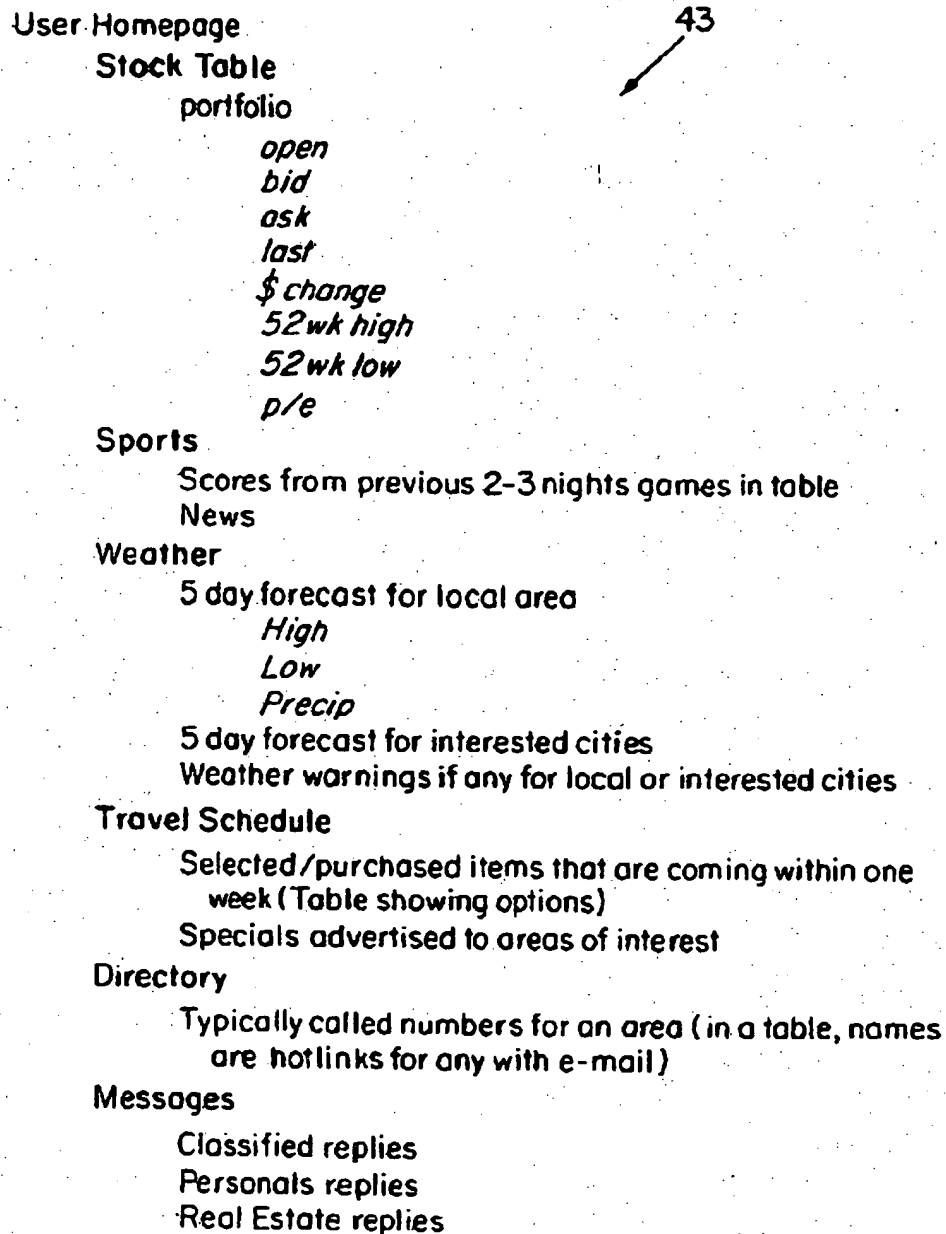 User Homepage
43
Stock Table
portfolio
open
bid
ask
last
$ change
52 wk high
52 wk low
p/e
Sports
Scores from previous 2-3 nights games in table
News
Weather
5 day forecast for local area
High
Low
Precip
5 day forecast for interested cities
Weather warnings if any for local or interested cities
Travel Schedule
Selected/purchased items that are coming within one
week (Table showing options)
Specials advertised to areas of interest
Directory
Typically called numbers for an area (in a table, names
are hotlinks for any with e-mail)
Messages
Classified replies
Personals replies
Real Estate replies